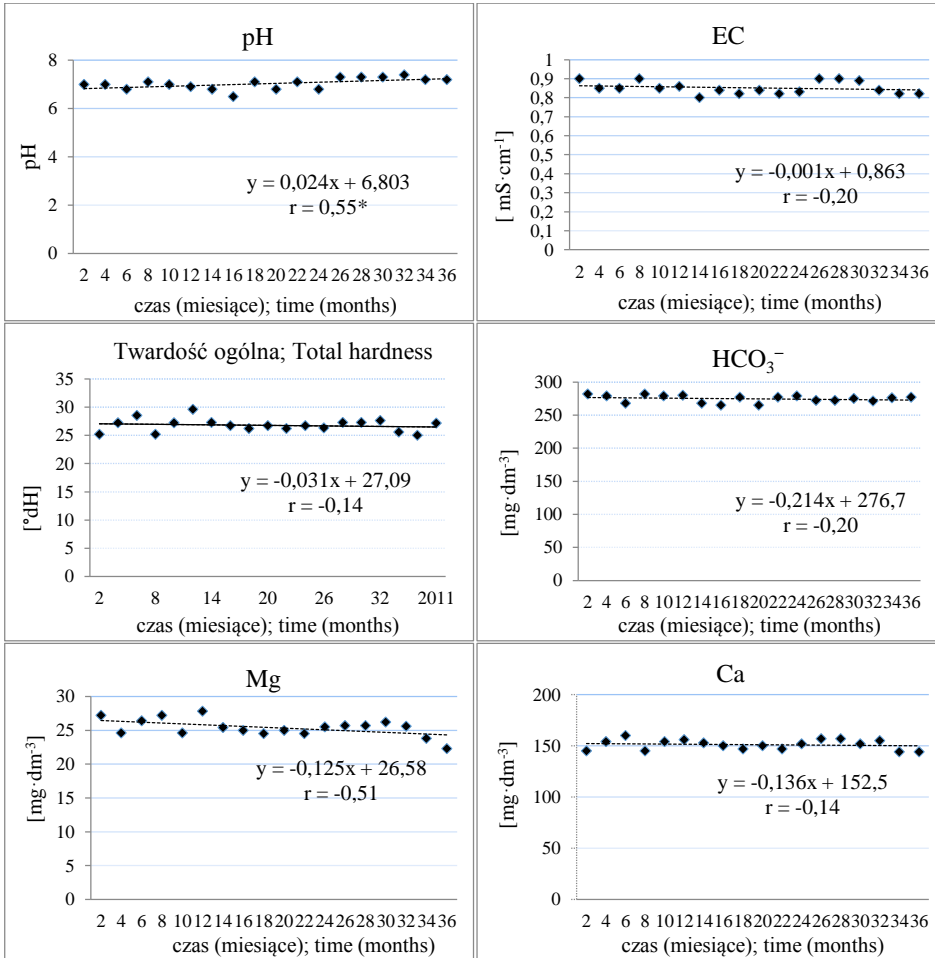 pH
8
6
4
2
0
pH
y = 0,024x + 6,803
r = 0,55*
2 4 6 8 10 12 14 16 18 20 22 24 26 28 30 32 34 36
czas (miesiące); time (months)
EC
0,9
1
0,8
0,7
0,6
0,5
0,4
0,3
0,2
0,1
0
[ mS·cm⁻¹]
y = -0,001x + 0,863
r = -0,20
2 4 6 8 10 12 14 16 18 20 22 24 26 28 30 32 34 36
czas (miesiące); time (months)
Twardość ogólna; Total hardness
35
30
25
20
15
10
5
0
[°dH]
y = -0,031x + 27,09
r = -0,14
2 8 14 20 26 32 2011
czas (miesiące); time (months)
HCO₃⁻
300
250
200
150
100
50
0
[mg·dm⁻³]
y = -0,214x + 276,7
r = -0,20
2 4 6 8 10 12 14 16 18 20 22 24 26 28 30 32 34 36
czas (miesiące); time (months)
Mg
30
25
20
15
10
5
0
[mg·dm⁻³]
y = -0,125x + 26,58
r = -0,51
2 4 6 8 10 12 14 16 18 20 22 24 26 28 30 32 34 36
czas (miesiące); time (months)
Ca
200
150
100
50
0
[mg·dm⁻³]
y = -0,136x + 152,5
r = -0,14
2 4 6 8 10 12 14 16 18 20 22 24 26 28 30 32 34 36
czas (miesiące); time (months)